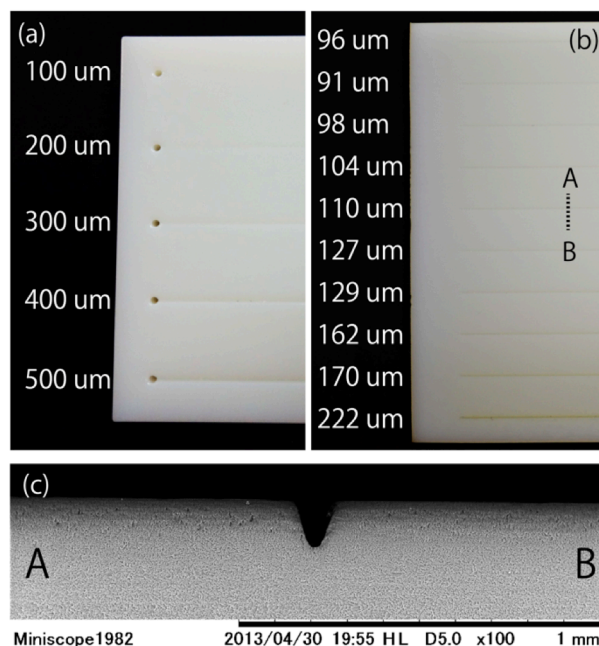 (a)
100 um
200 um
300 um
400 um
500 um
(b)
96 um
91 um
98 um
104 um
110 um
127 um
129 um
162 um
170 um
222 um
A
B
(c)
A
B
Miniscope1982 2013/04/30 19:55 HL D5.0 x100 1 mm